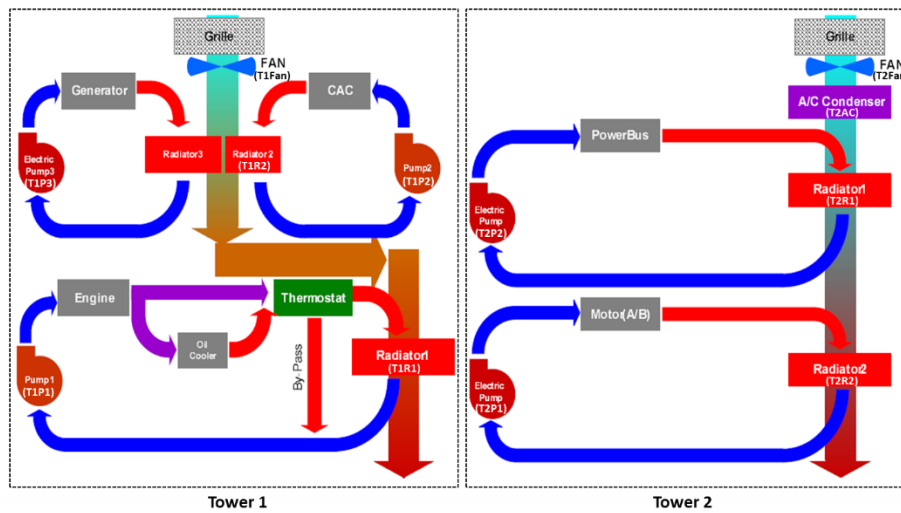 Grille
FAN
(T1Fan)
Generator
CAC
Electric
Pump3
(T1P3)
Radiator3
Radiator 2
(T1R2)
Pump2
(T1P2)
Engine
Thermostat
Oil
Cooler
By-Pass
Pump1
(T1P1)
Radiator1
(T1R1)
Tower 1
Grille
FAN
(T2Fan)
A/C Condenser
(T2AC)
PowerBus
Radiator1
(T2R1)
Electric
Pump
(T2P2)
Motor(A/B)
Radiator2
(T2R2)
Electric
Pump
(T2P1)
Tower 2